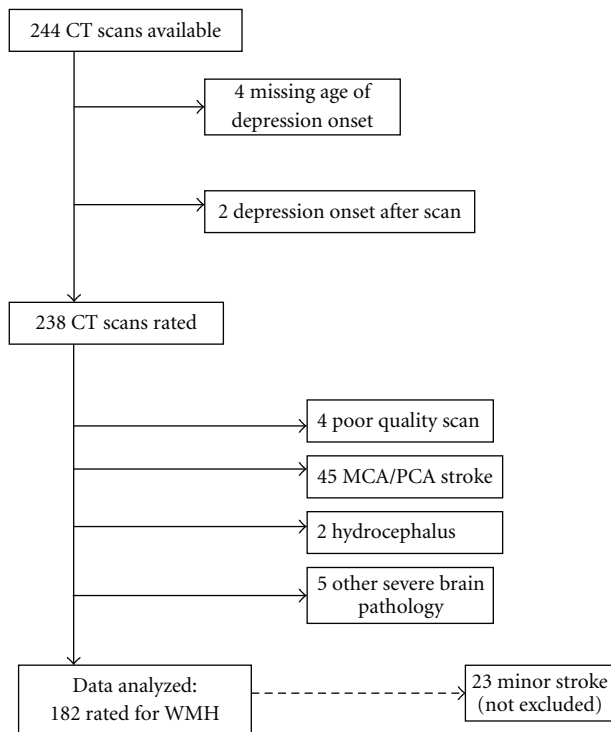 244 CT scans available
4 missing age of
depression onset
2 depression onset after scan
238 CT scans rated
4 poor quality scan
45 MCA/PCA stroke
2 hydrocephalus
5 other severe brain
pathology
Data analyzed:
182 rated for WMH
23 minor stroke
(not excluded)